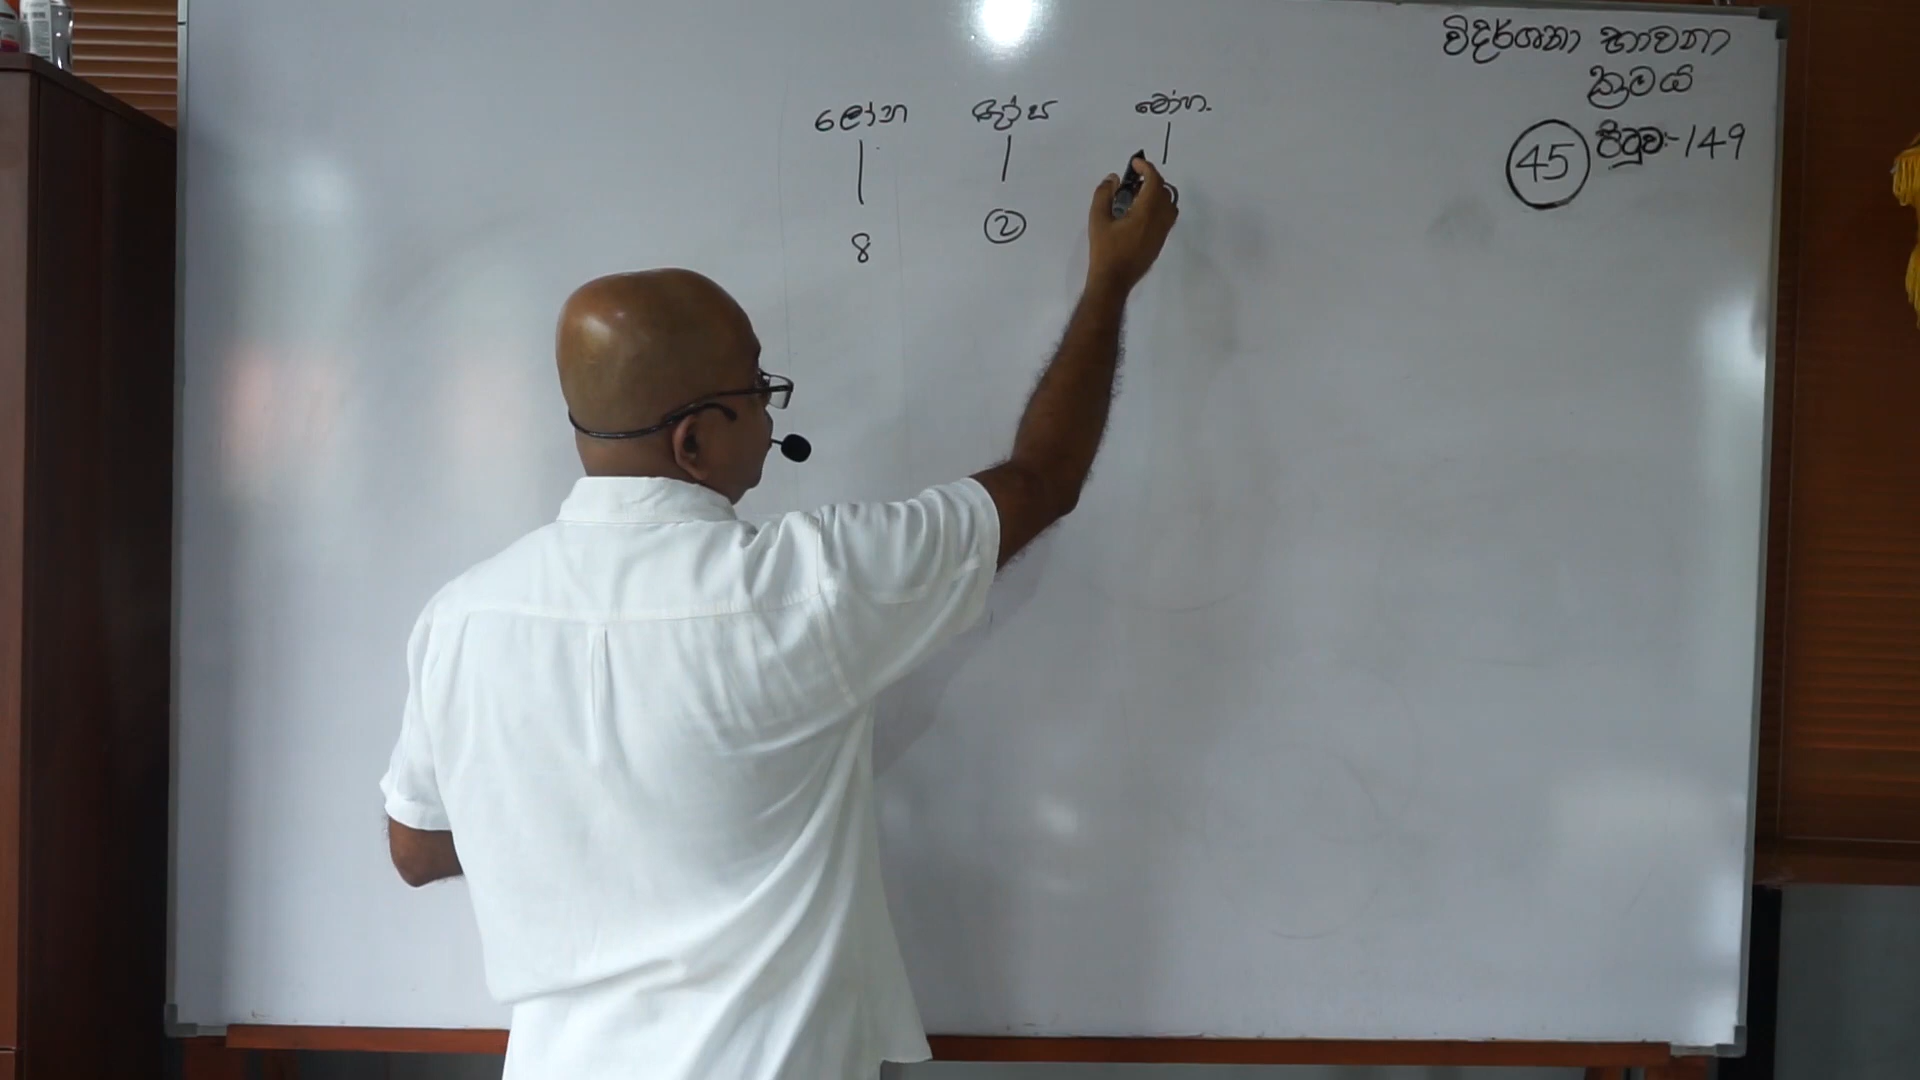 විදර්ශනා භාවනා
ක්‍රමය
45 පිටුව:-149
ලෝභ ද්වේෂ මෝහ.
8 2